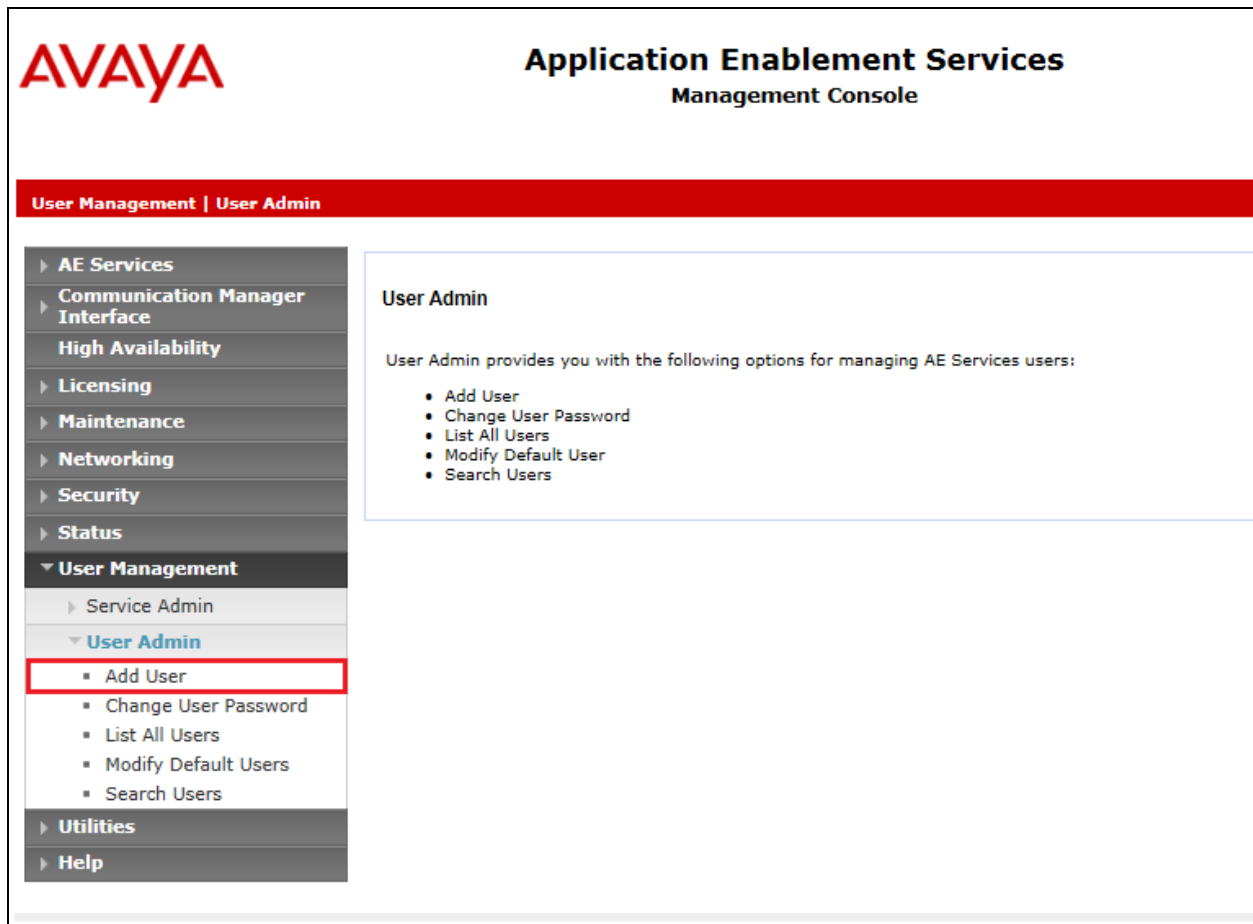 AVAYA
Application Enablement Services
Management Console
User Management | User Admin
AE Services
Communication Manager
Interface
High Availability
Licensing
Maintenance
Networking
Security
Status
User Management
Service Admin
User Admin
Add User
Change User Password
List All Users
Modify Default Users
Search Users
Utilities
Help
User Admin
User Admin provides you with the following options for managing AE Services users:
• Add User
• Change User Password
• List All Users
• Modify Default User
• Search Users